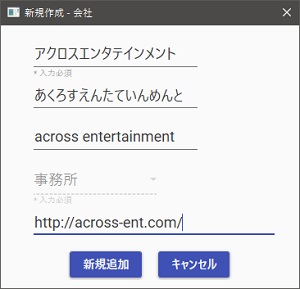 新規作成 - 会社
アクロスエンタテインメント
* 入力必須
あくろすえんたていんめんと
across entertainment
事務所
* 入力必須
http://across-ent.com/
新規追加 キャンセル